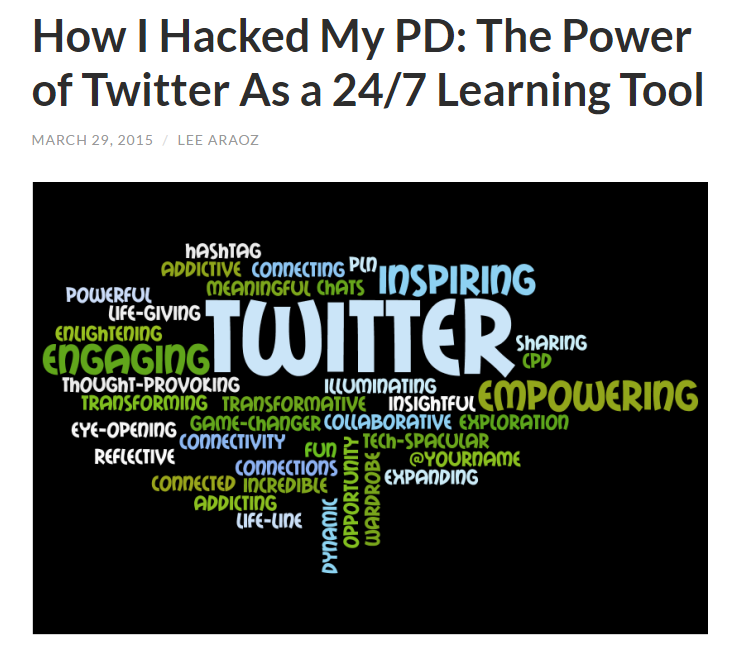 How I Hacked My PD: The Power
of Twitter As a 24/7 Learning Tool
MARCH 29, 2015 / LEE ARAOZ
hAShTAG
ADDICTIVE CONNECTING PLN INSPIRING
MEANINGFUL ChATS
POWERFUL
LIFE-GIVING
TWITTER
ENLIGhTENING
ShARING
ENGAGING
CPD
ThOUGhT-PROVOKING ILLUMINATING
EMPOWERING
TRANSFORMING TRANSFORMATIVE INSIGhTFUL
EYE-OPENING GAME-ChANGER COLLABORATIVE EXPLORATION
CONNECTIVITY FUN TECh-SPACULAR
REFLECTIVE
@YOURNAME
CONNECTIONS
EXPANDING
CONNECTED INCREDIBLE
OPPORTUNITY
WARDROBE
ADDICTING
LIFE-LINE
DYNAMIC